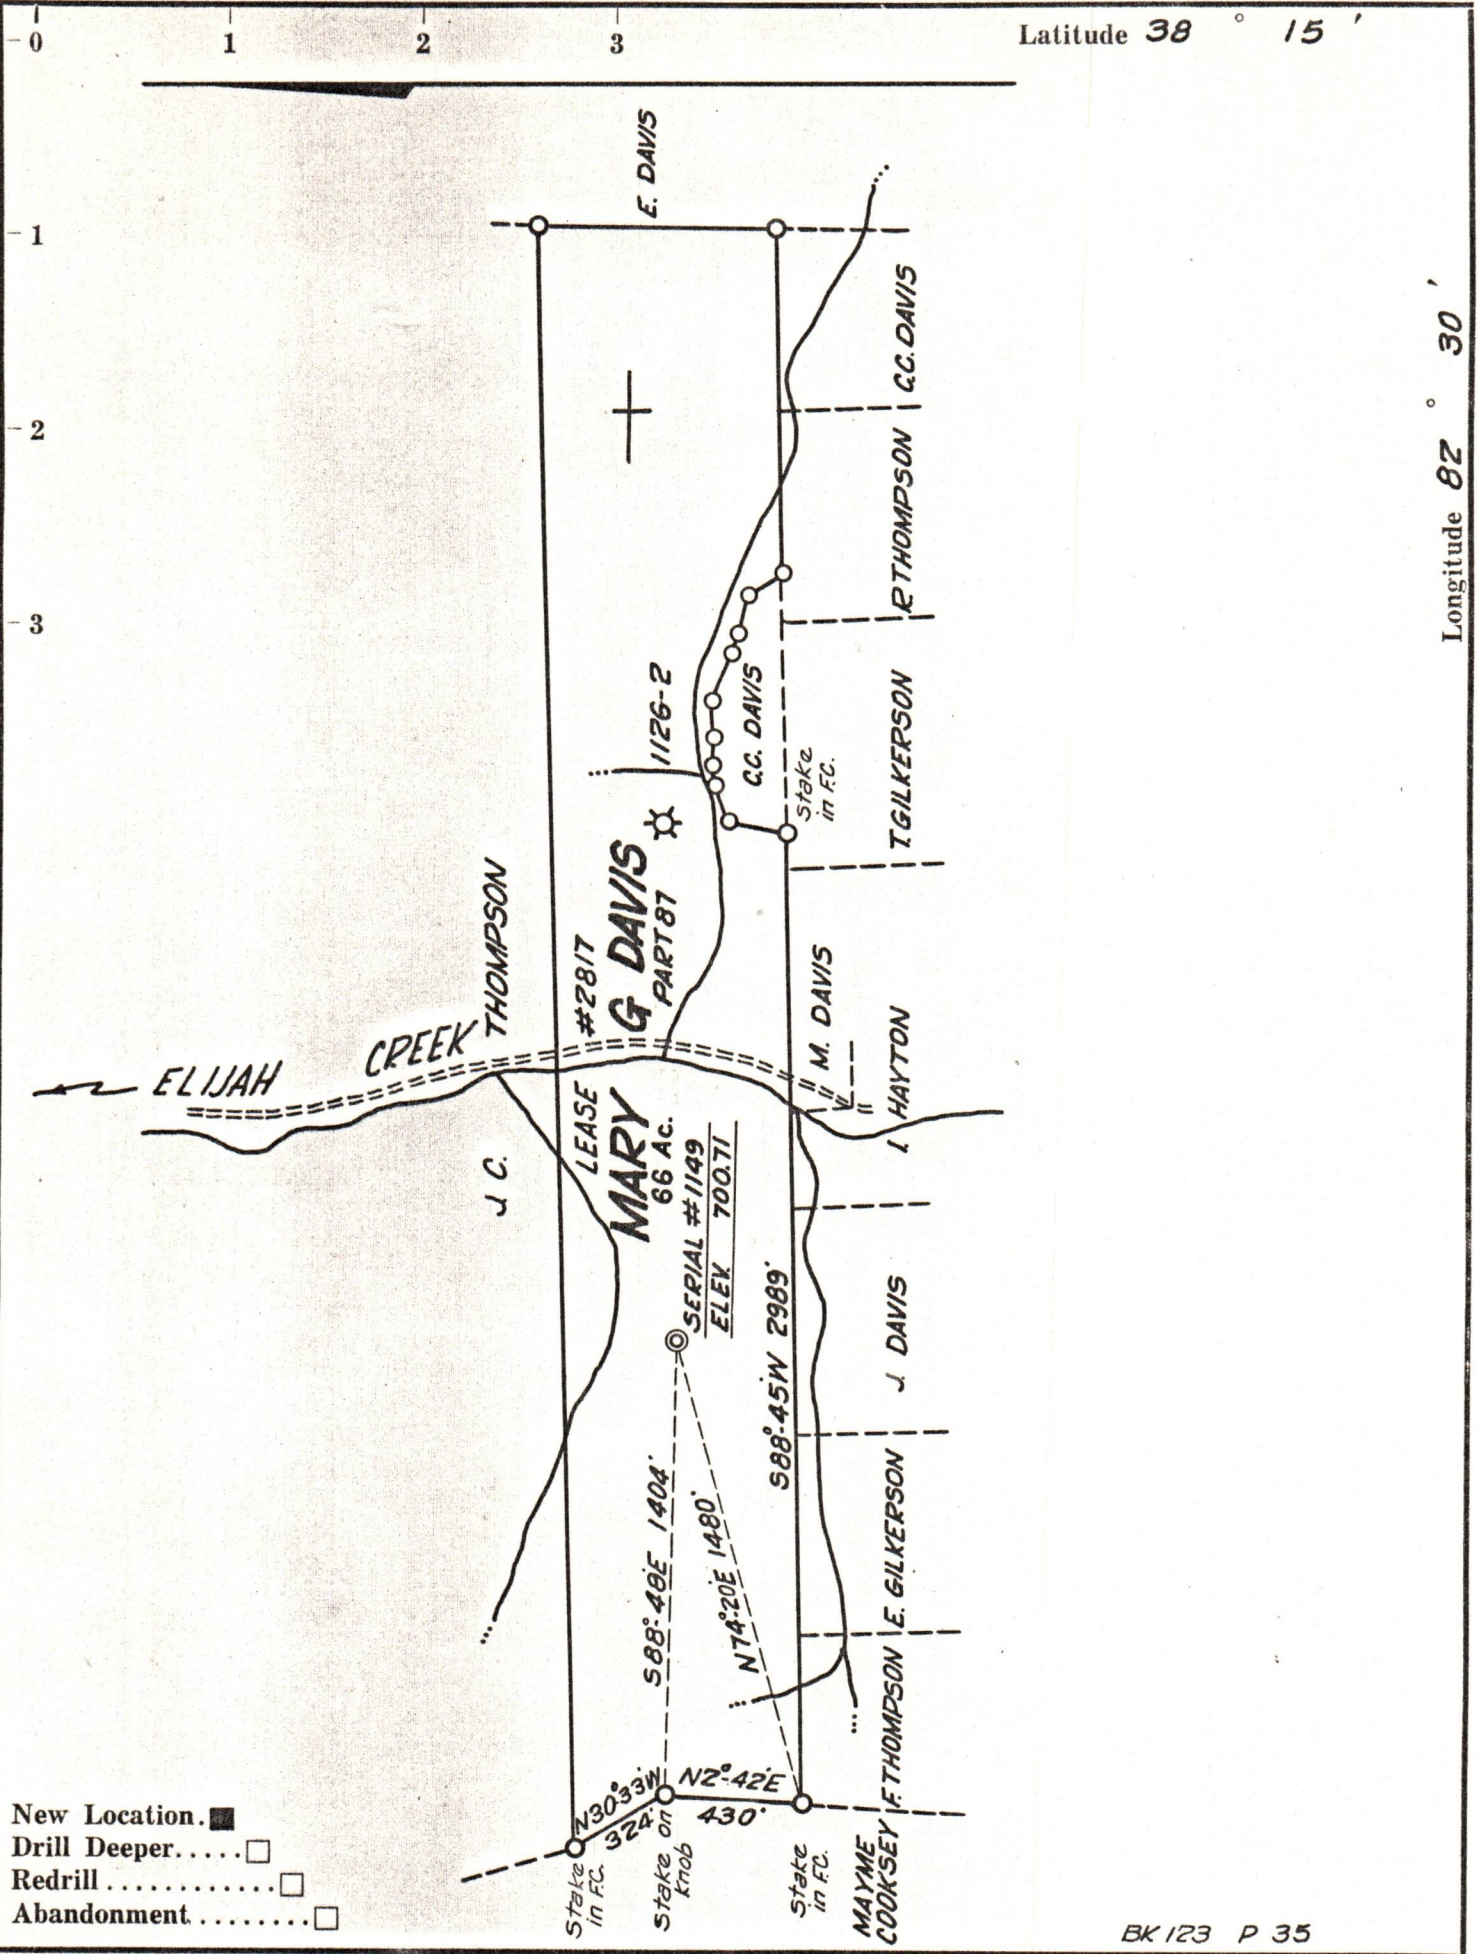 0 1 2 3
Latitude 38 ° 15 '
1
2
3
Longitude 82 ° 30 '
E. DAVIS
C.C. DAVIS
R THOMPSON
T. GILKERSON
I. HAYTON
J. DAVIS
E. GILKERSON
F. THOMPSON
MAYME
COOKSEY
M. DAVIS
C.C. DAVIS
Stake
in F.C.
1126-2
J. C. THOMPSON
ELIJAH CREEK
LEASE #2817
MARY G DAVIS
66 Ac. PART 87
SERIAL #1149
ELEV. 700.71
S88°-45'W 2989'
S88°-48'E 1404'
N74°-20'E 1480'
N30°33'W
324'
N2°-42'E
430'
Stake
in F.C.
Stake on
Knob
Stake
in F.C.
New Location.
Drill Deeper.....
Redrill ............
Abandonment.........
BK 123 P 35